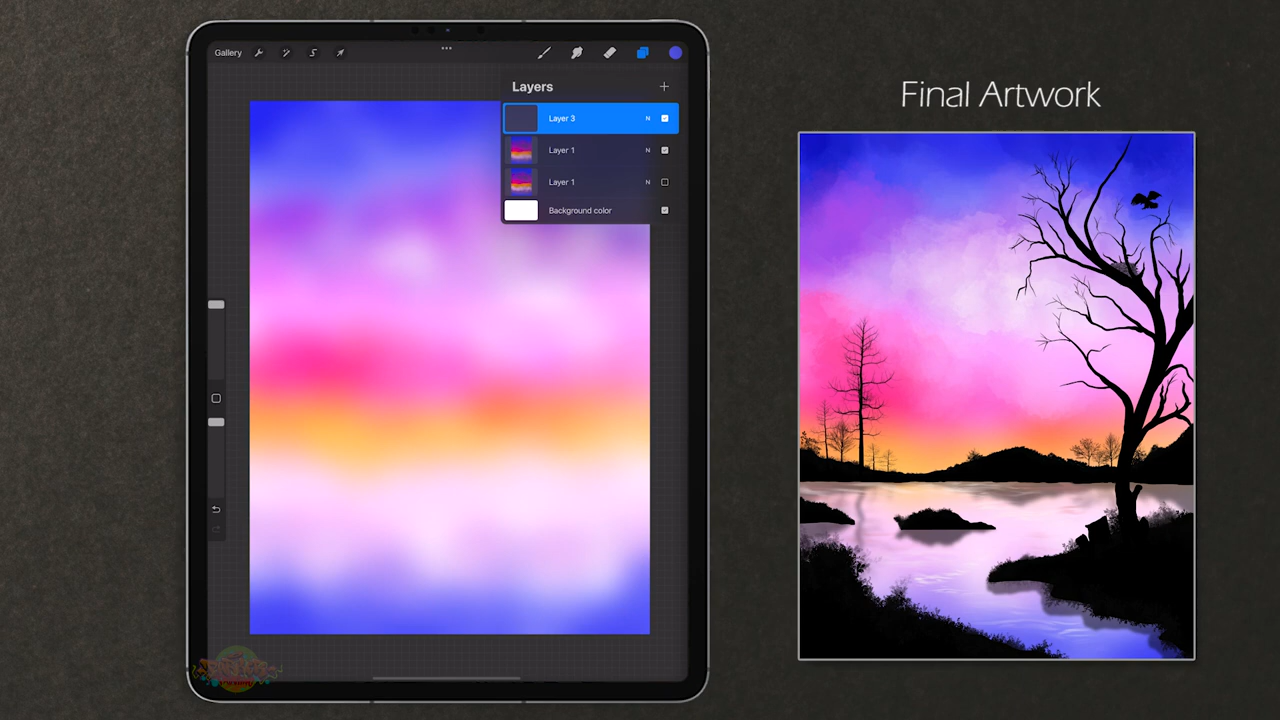 Gallery
Layers
Layer 3 N
Layer 1 N
Layer 1 N
Background color
Final Artwork